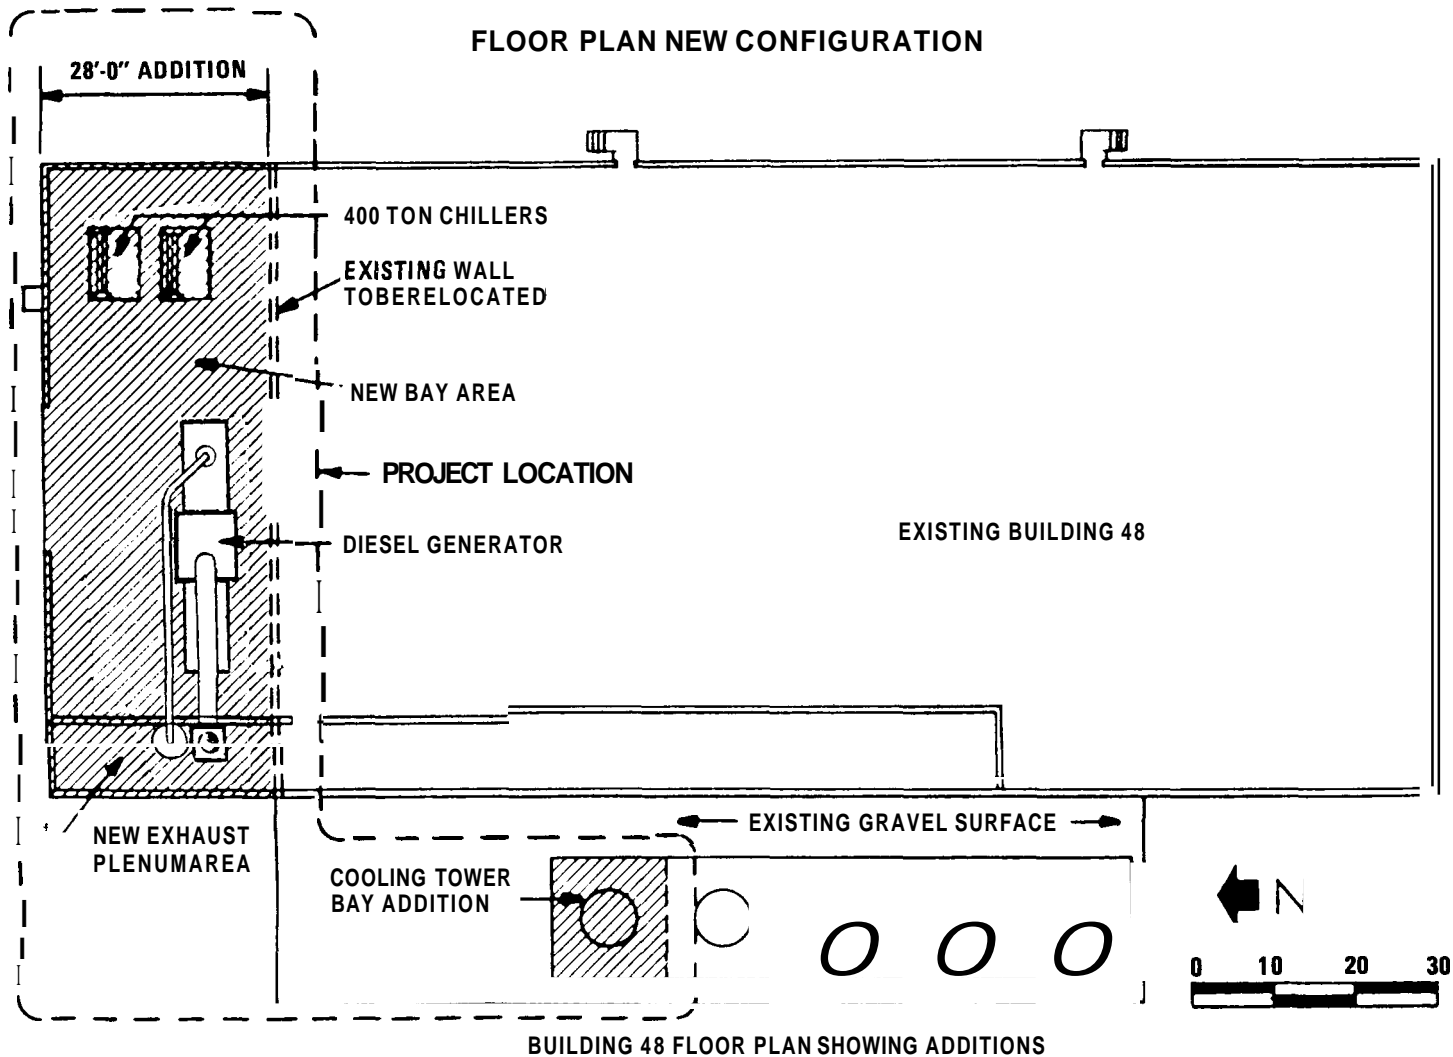 FLOOR PLAN NEW CONFIGURATION
28'-0" ADDITION
400 TON CHILLERS
EXISTING WALL
TOBERELOCATED
NEW BAY AREA
PROJECT LOCATION
EXISTING BUILDING 48
DIESEL GENERATOR
EXISTING GRAVEL SURFACE
NEW EXHAUST
PLENUMAREA
COOLING TOWER
BAY ADDITION
N
0 10 20 30
BUILDING 48 FLOOR PLAN SHOWING ADDITIONS